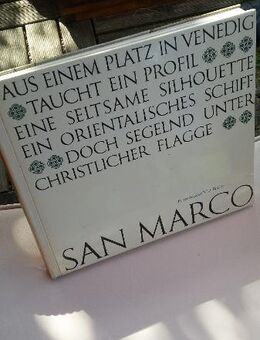 AUS EINEM PLATZ IN VENEDIG
TAUCHT EIN PROFIL
EINE SELTSAME SILHOUETTE
EIN ORIENTALISCHES SCHIFF
DOCH SEGELND UNTER
CHRISTLICHER FLAGGE
SAN MARCO